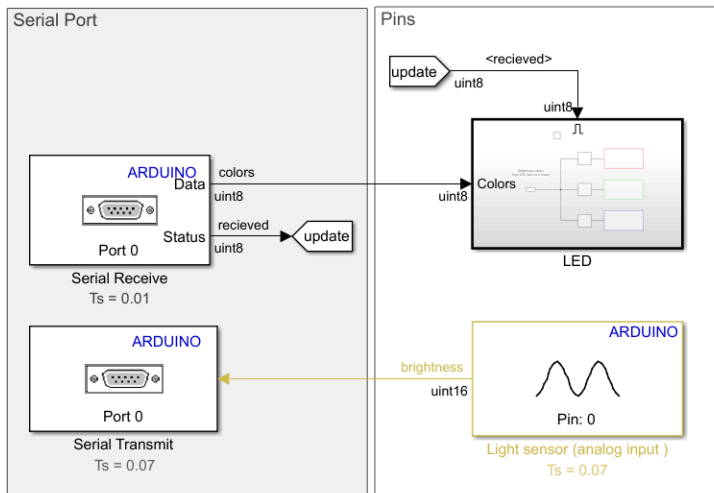 Serial Port
Pins
update
<recieved>
uint8
uint8
ARDUINO
Data
Status
Port 0
colors
uint8
recieved
uint8
update
Serial Receive
Ts = 0.01
uint8
Colors
LED
ARDUINO
Port 0
Serial Transmit
Ts = 0.07
brightness
uint16
ARDUINO
Pin: 0
Light sensor (analog input )
Ts = 0.07